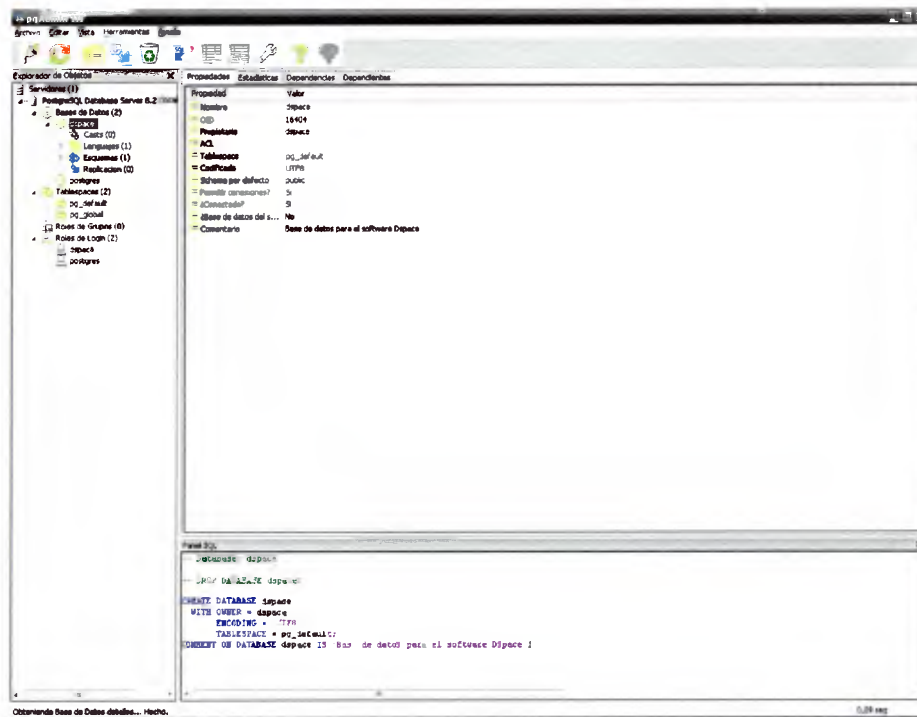 pgAdmin III
Archivo Editar Vista Herramientas Ayuda
Explorador de Objetos
Servidores (1)
PostgreSQL Database Server 8.2
Bases de Datos (2)
dspace
Casts (0)
Lenguajes (1)
Esquemas (1)
Replicacion (0)
postgres
Tablespaces (2)
pg_default
pg_global
Roles de Grupos (0)
Roles de Login (2)
dspace
postgres
Propiedades Estadísticas Dependencias Dependientes
Propiedad Valor
Nombre dspace
OID 16404
Propietario dspace
ACL
Tablespace pg_default
Codificado UTF8
Schema por defecto public
Permitir conexiones? Si
¿Conectado? Si
¿Base de datos del s... No
Comentario Base de datos para el software Dspace
Panel SQL
-- Database: dspace
-- DROP DATABASE dspace;
CREATE DATABASE dspace
WITH OWNER = dspace
ENCODING = 'UTF8'
TABLESPACE = pg_default;
COMMENT ON DATABASE dspace IS 'Base de datos para el software Dspace'
Obteniendo Base de Datos detalles... Hecho.